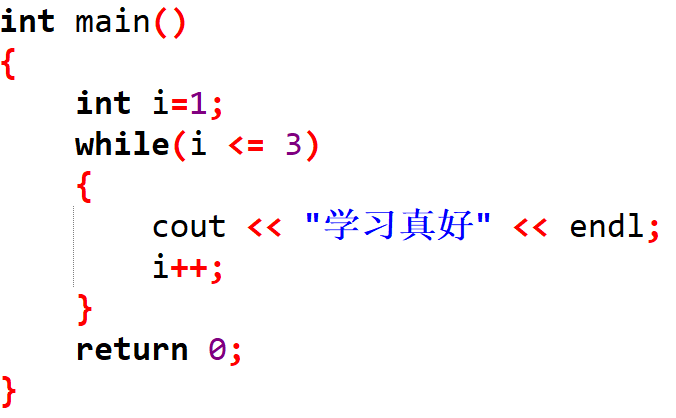 int main()
{
    int i=1;
    while(i <= 3)
    {
        cout << "学习真好" << endl;
        i++;
    }
    return 0;
}